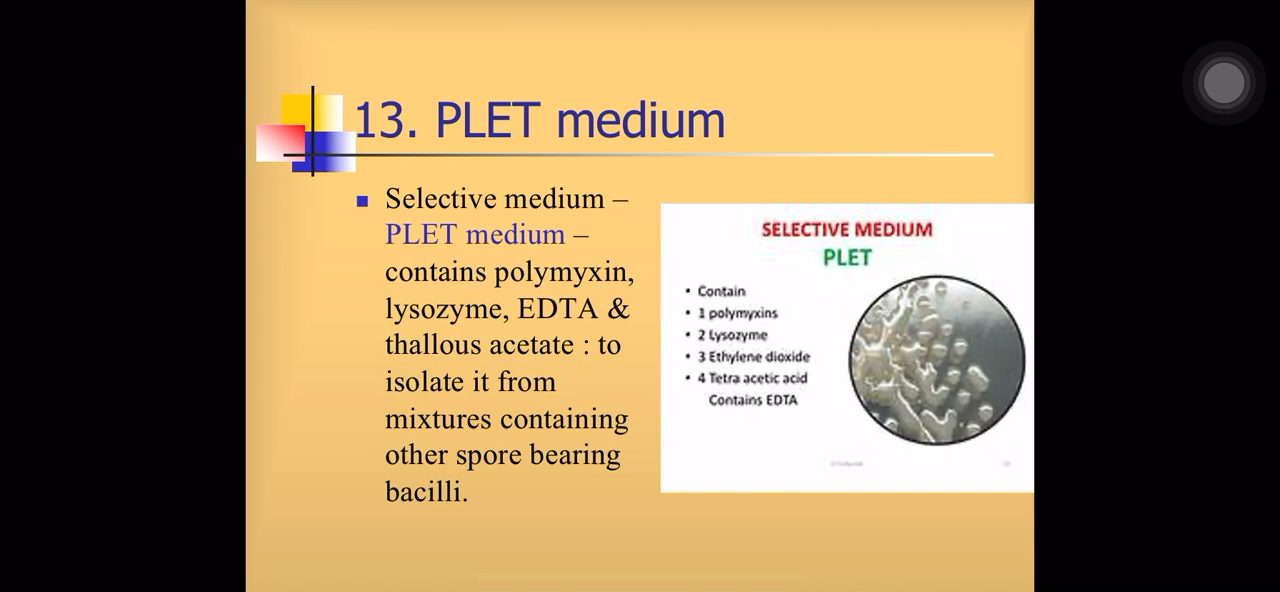 13. PLET medium
Selective medium –
PLET medium –
contains polymyxin,
lysozyme, EDTA &
thallous acetate : to
isolate it from
mixtures containing
other spore bearing
bacilli.
SELECTIVE MEDIUM
PLET
• Contain
• 1 polymyxins
• 2 Lysozyme
• 3 Ethylene dioxide
• 4 Tetra acetic acid
Contains EDTA